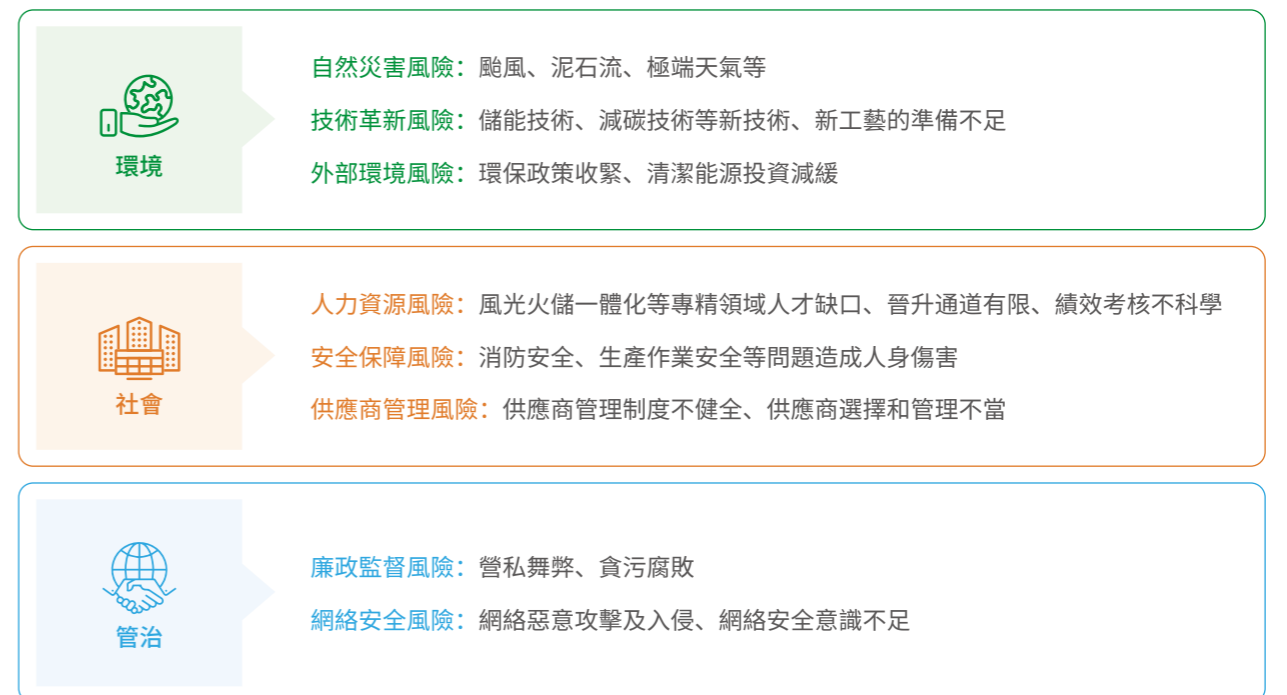 環境
自然災害風險：颱風、泥石流、極端天氣等
技術革新風險：儲能技術、減碳技術等新技術、新工藝的準備不足
外部環境風險：環保政策收緊、清潔能源投資減緩
社會
人力資源風險：風光火儲一體化等專精領域人才缺口、晉升通道有限、績效考核不科學
安全保障風險：消防安全、生產作業安全等問題造成人身傷害
供應商管理風險：供應商管理制度不健全、供應商選擇和管理不當
管治
廉政監督風險：營私舞弊、貪污腐敗
網絡安全風險：網絡惡意攻擊及入侵、網絡安全意識不足